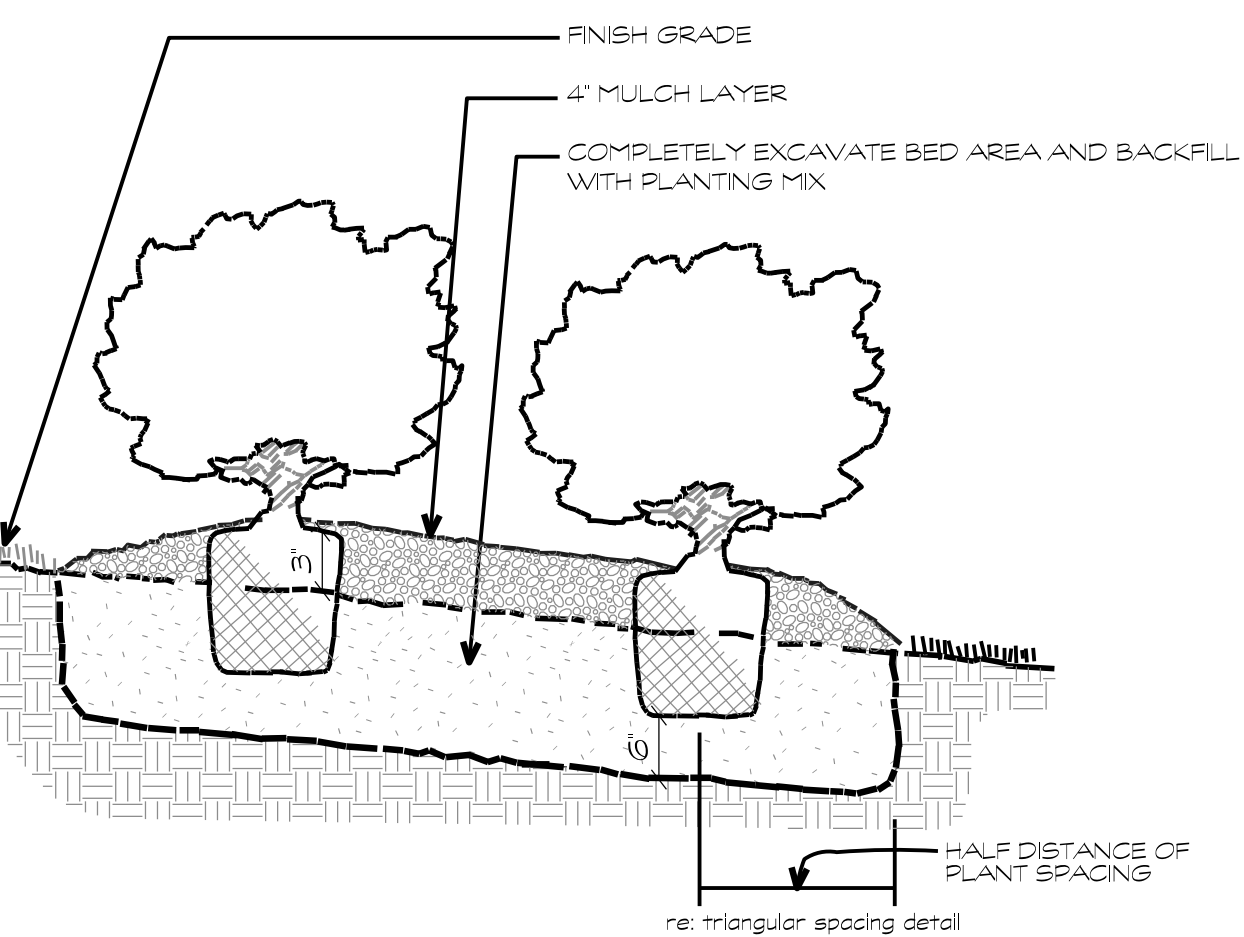 FINISH GRADE
4" MULCH LAYER
COMPLETELY EXCAVATE BED AREA AND BACKFILL
WITH PLANTING MIX
3"
6"
HALF DISTANCE OF
PLANT SPACING
re: triangular spacing detail